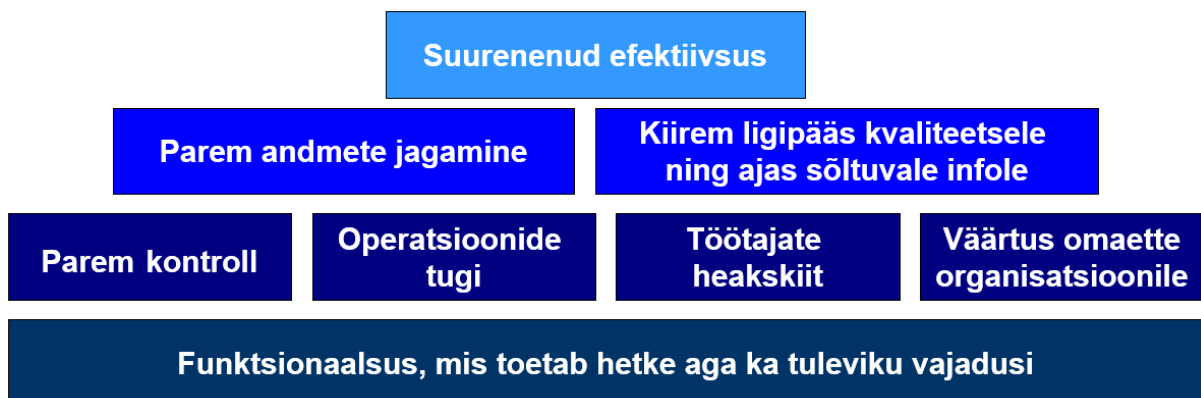 Suurenenud efektiivsus
Parem andmete jagamine
Kiirem ligipääs kvaliteetsele
ning ajas sõltuvale infole
Parem kontroll
Operatsioonide
tugi
Töötajate
heakskiit
Väärtus omaette
organisatsioonile
Funktsionaalsus, mis toetab hetke aga ka tuleviku vajadusi